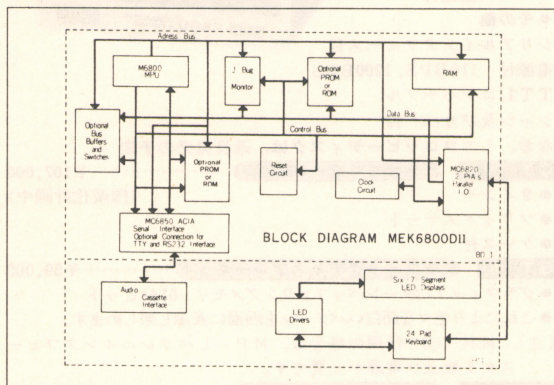 Adress Bus
M6800
MPU
J Bug
Monitor
Optional
PROM
or
ROM
RAM
Data Bus
Control Bus
Optional
Bus
Buffers
and
Switches
Optional
PROM
or
ROM
Reset
Circuit
Clock
Circuit
MC6820
2 PIA's
Parallel
I/O
MC6850 ACIA
Serial Interface
Optional Connection for
TTY and RS232 Interface
BLOCK DIAGRAM MEK6800DII
BD 1
Audio
Cassette
Interface
LED
Drivers
Six 7 Segment
LED Displays
24 Pad
Keyboard